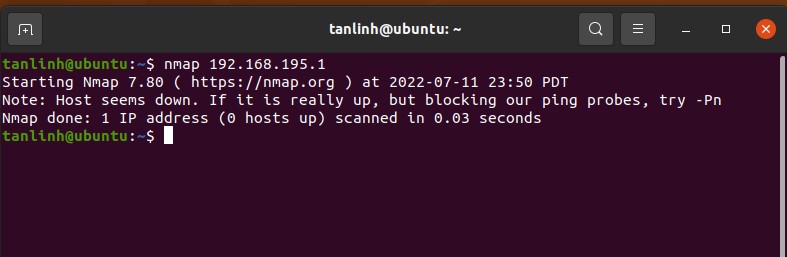 tanlinh@ubuntu: ~
tanlinh@ubuntu:~$ nmap 192.168.195.1
Starting Nmap 7.80 ( https://nmap.org ) at 2022-07-11 23:50 PDT
Note: Host seems down. If it is really up, but blocking our ping probes, try -Pn
Nmap done: 1 IP address (0 hosts up) scanned in 0.03 seconds
tanlinh@ubuntu:~$